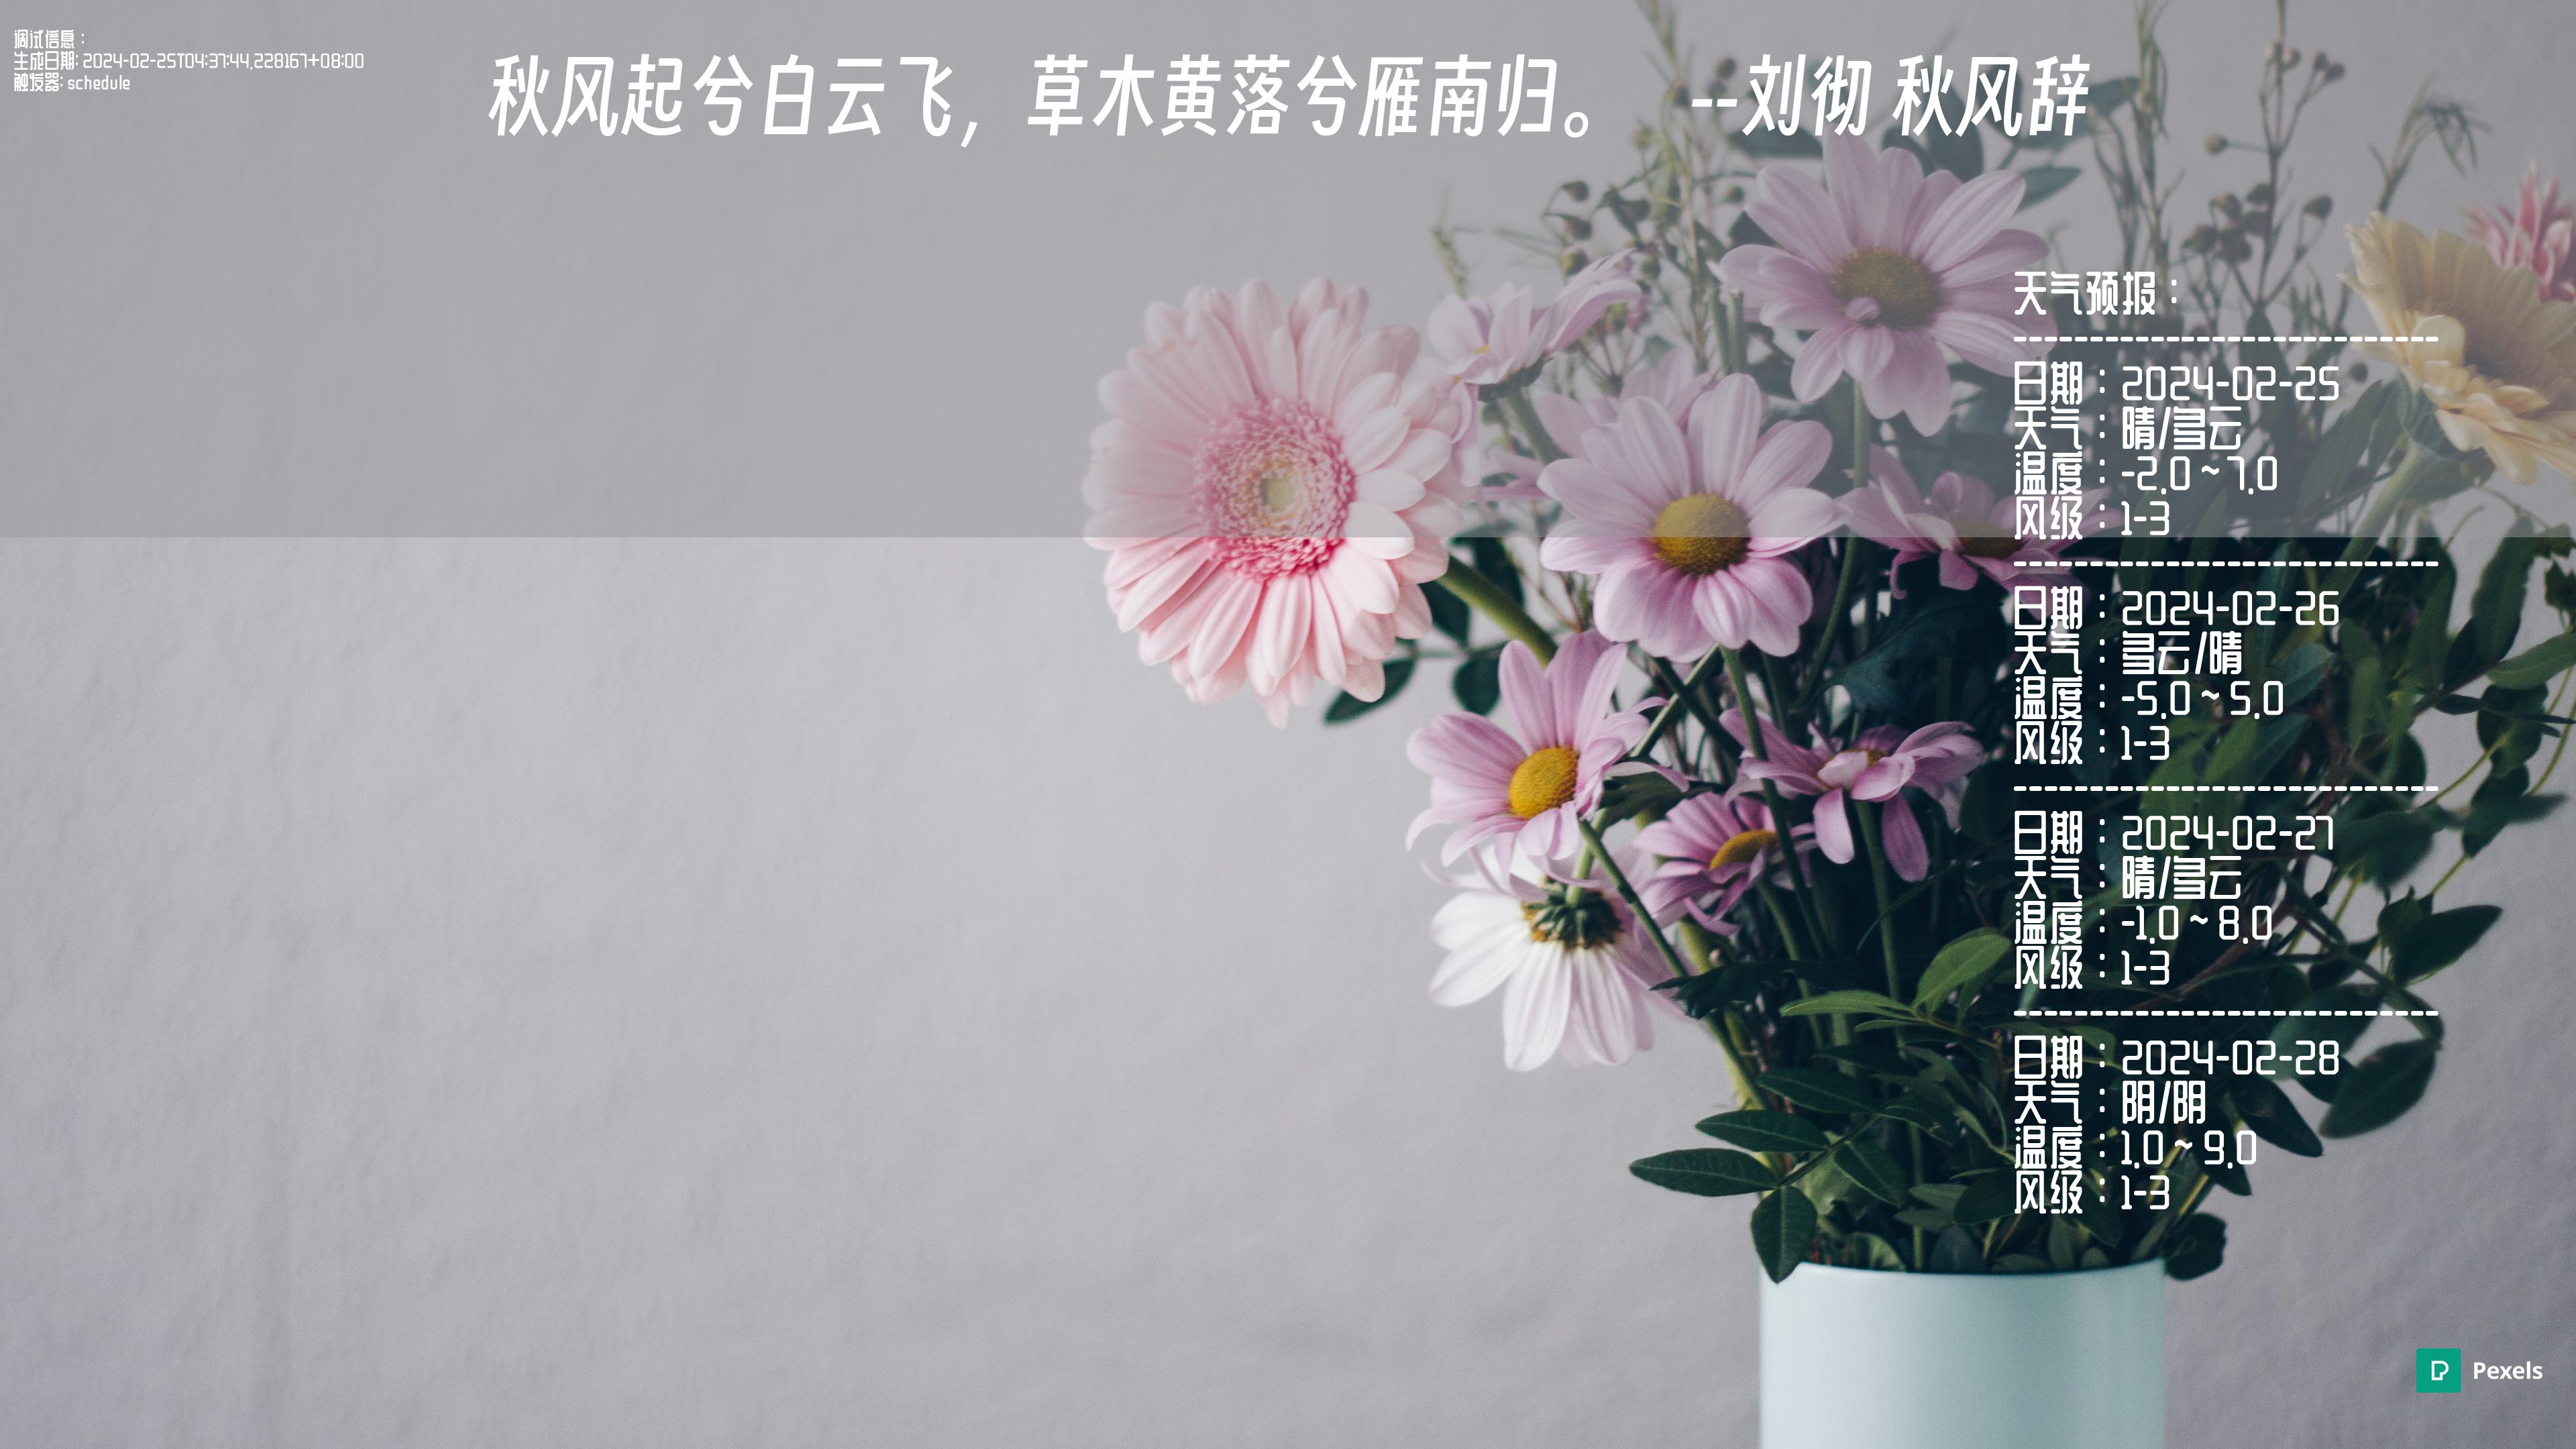 调试信息：
生成日期: 2024-02-25T04:37:44.228167+08:00
触发器: schedule
秋风起兮白云飞，草木黄落兮雁南归。 --刘彻 秋风辞
天气预报：
----------------------------
日期：2024-02-25
天气：晴/多云
温度：-2.0 ~ 7.0
风级：1-3
----------------------------
日期：2024-02-26
天气：多云/晴
温度：-5.0 ~ 5.0
风级：1-3
----------------------------
日期：2024-02-27
天气：晴/多云
温度：-1.0 ~ 8.0
风级：1-3
----------------------------
日期：2024-02-28
天气：阴/阴
温度：1.0 ~ 9.0
风级：1-3
Pexels